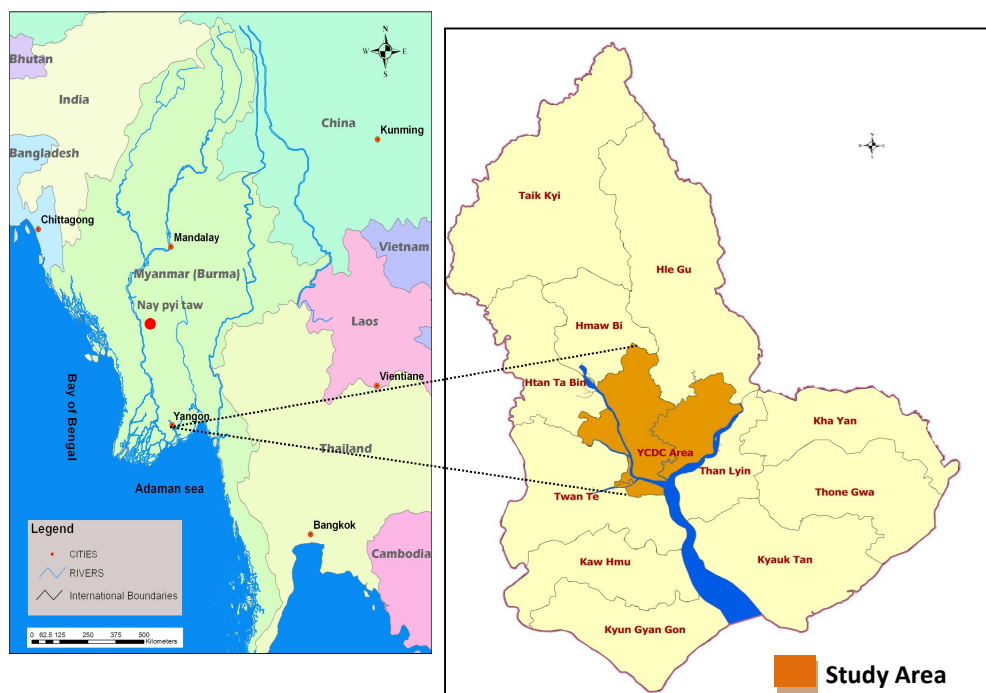 N
W E
S
Bhutan
India
China
Kunming
Bangladesh
Chittagong
Mandalay
Vietnam
Myanmar (Burma)
Nay pyi taw
Laos
Vientiane
Bay of Bengal
Yangon
Thailand
Adaman sea
Bangkok
Cambodia
Legend
CITIES
RIVERS
International Boundaries
0 62.5 125 250 375 500
Kilometers
N
W E
S
Taik Kyi
Hle Gu
Hmaw Bi
Htan Ta Bin
Kha Yan
YCDC Area
Than Lyin
Twan Te
Thone Gwa
Kaw Hmu
Kyauk Tan
Kyun Gyan Gon
Study Area